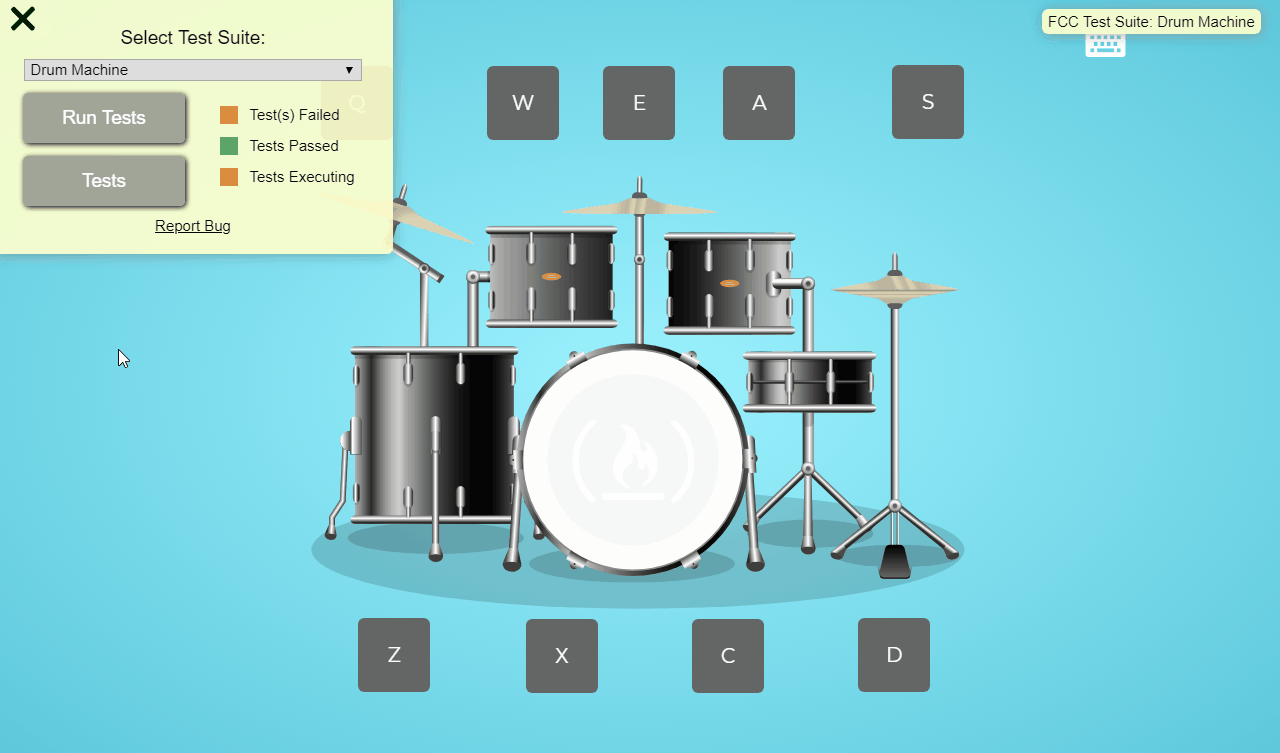 Select Test Suite:
FCC Test Suite: Drum Machine
Drum Machine
Run Tests
Test(s) Failed
Tests Passed
Tests
Tests Executing
Report Bug
Q
W
E
A
S
Z
X
C
D